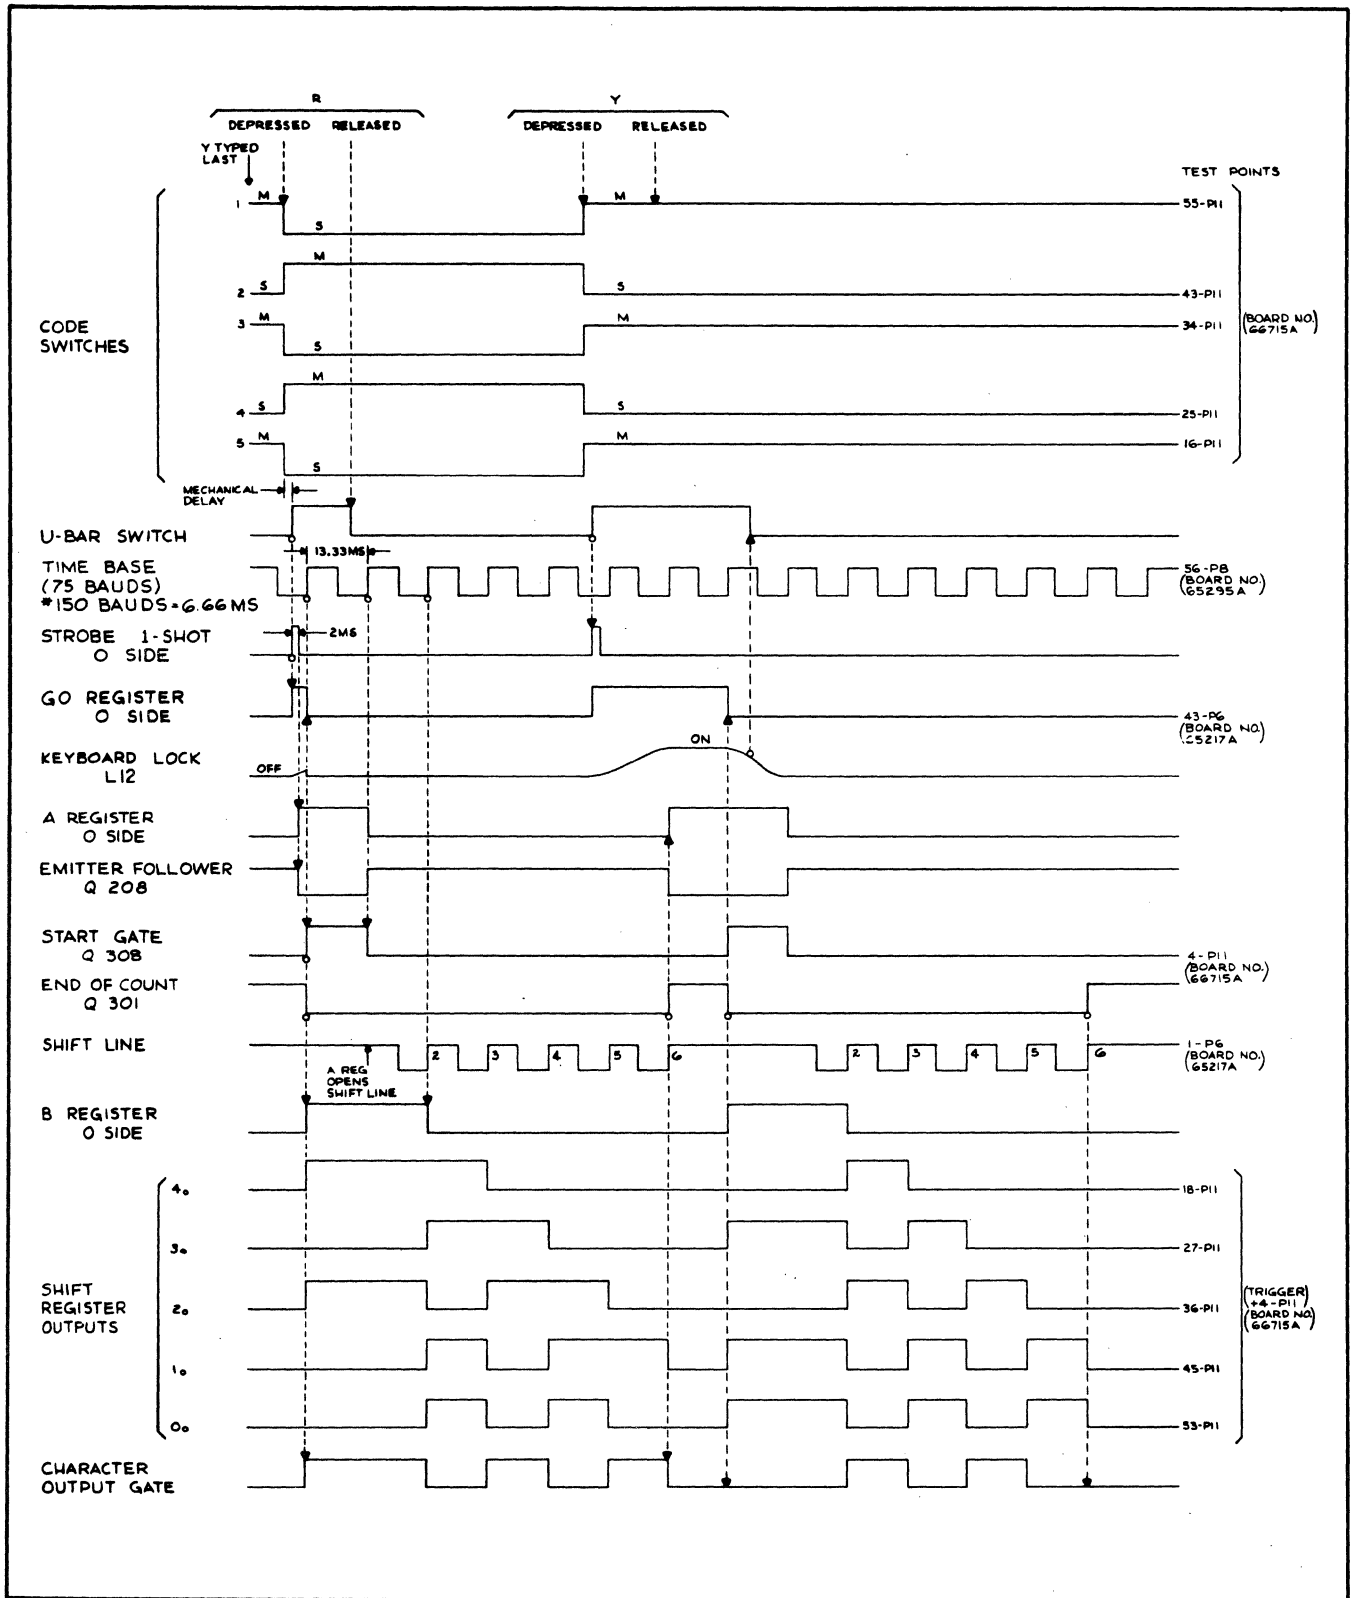 R
Y
DEPRESSED RELEASED
DEPRESSED RELEASED
Y TYPED
LAST
TEST POINTS
1 M S M 55-P11
2 S M S 43-P11
3 M S M 34-P11
4 S M S 25-P11
5 M S M 16-P11
CODE
SWITCHES
(BOARD NO.)
66715A
MECHANICAL
DELAY
U-BAR SWITCH
13.33MS
TIME BASE
(75 BAUDS)
*150 BAUDS=6.66MS
56-P8
(BOARD NO.)
65295A
STROBE 1-SHOT
O SIDE
2MS
GO REGISTER
O SIDE
43-P6
(BOARD NO.)
65217A
KEYBOARD LOCK
L12
OFF
ON
A REGISTER
O SIDE
EMITTER FOLLOWER
Q 208
START GATE
Q 308
4-P11
(BOARD NO.)
66715A
END OF COUNT
Q 301
SHIFT LINE
2 3 4 5 6 2 3 4 5 6
1-P6
(BOARD NO.)
65217A
A REG
OPENS
SHIFT LINE
B REGISTER
O SIDE
4o 18-P11
3o 27-P11
SHIFT
REGISTER
OUTPUTS
2o 36-P11
(TRIGGER)
+4-P11
(BOARD NO.)
66715A
1o 45-P11
0o 53-P11
CHARACTER
OUTPUT GATE